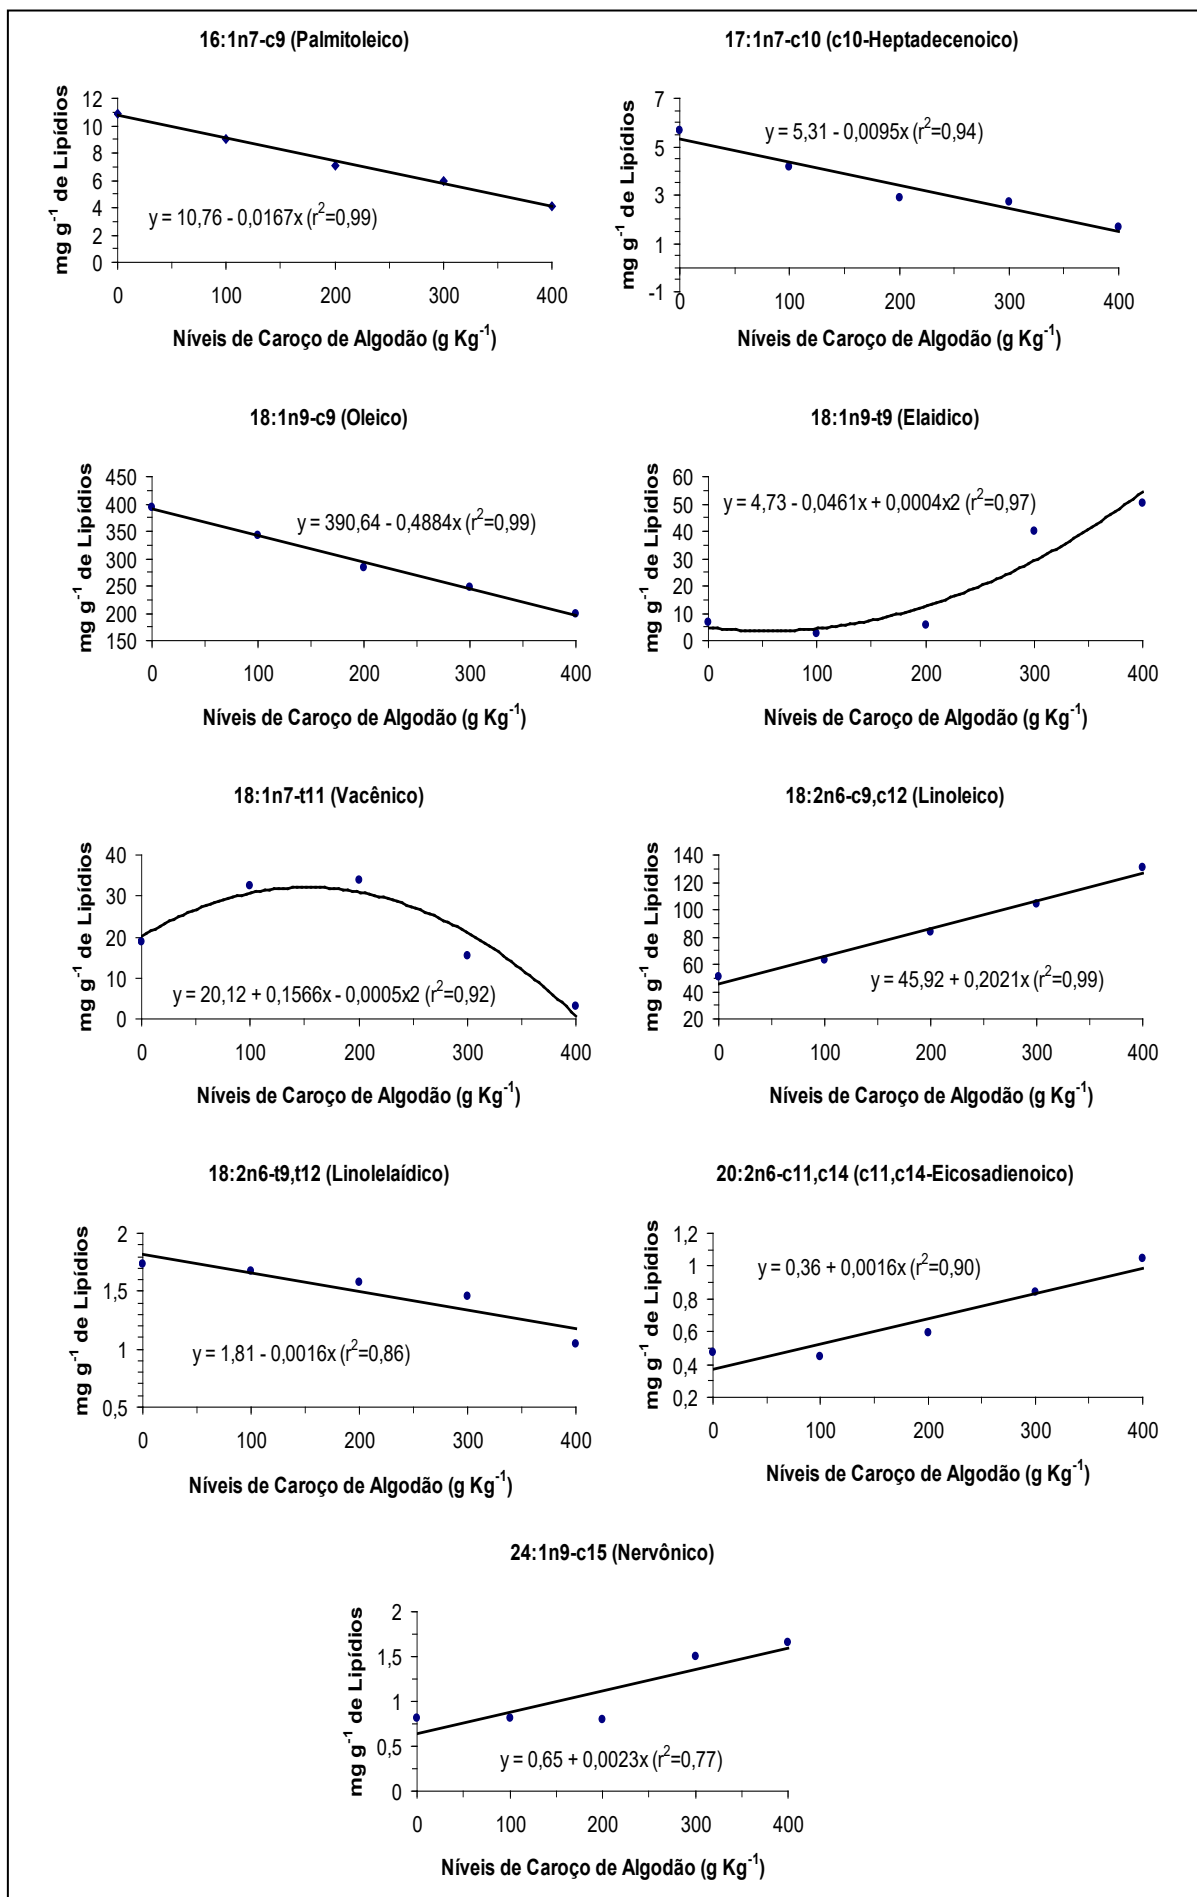 16:1n7-c9 (Palmitoleico)
mg g-1 de Lipídios
12
10
8
6
4
2
0
y = 10,76 - 0,0167x (r2=0,99)
0 100 200 300 400
Níveis de Caroço de Algodão (g Kg-1)
17:1n7-c10 (c10-Heptadecenoico)
mg g-1 de Lipídios
7
5
3
1
-1
y = 5,31 - 0,0095x (r2=0,94)
0 100 200 300 400
Níveis de Caroço de Algodão (g Kg-1)
18:1n9-c9 (Oleico)
mg g-1 de Lipídios
450
400
350
300
250
200
150
y = 390,64 - 0,4884x (r2=0,99)
0 100 200 300 400
Níveis de Caroço de Algodão (g Kg-1)
18:1n9-t9 (Elaidico)
mg g-1 de Lipídios
60
50
40
30
20
10
0
y = 4,73 - 0,0461x + 0,0004x2 (r2=0,97)
0 100 200 300 400
Níveis de Caroço de Algodão (g Kg-1)
18:1n7-t11 (Vacênico)
mg g-1 de Lipídios
40
30
20
10
0
y = 20,12 + 0,1566x - 0,0005x2 (r2=0,92)
0 100 200 300 400
Níveis de Caroço de Algodão (g Kg-1)
18:2n6-c9,c12 (Linoleico)
mg g-1 de Lipídios
140
120
100
80
60
40
20
y = 45,92 + 0,2021x (r2=0,99)
0 100 200 300 400
Níveis de Caroço de Algodão (g Kg-1)
18:2n6-t9,t12 (Linolelaídico)
mg g-1 de Lipídios
2
1,5
1
0,5
y = 1,81 - 0,0016x (r2=0,86)
0 100 200 300 400
Níveis de Caroço de Algodão (g Kg-1)
20:2n6-c11,c14 (c11,c14-Eicosadienoico)
mg g-1 de Lipídios
1,2
1
0,8
0,6
0,4
0,2
y = 0,36 + 0,0016x (r2=0,90)
0 100 200 300 400
Níveis de Caroço de Algodão (g Kg-1)
24:1n9-c15 (Nervônico)
mg g-1 de Lipídios
2
1,5
1
0,5
0
y = 0,65 + 0,0023x (r2=0,77)
0 100 200 300 400
Níveis de Caroço de Algodão (g Kg-1)